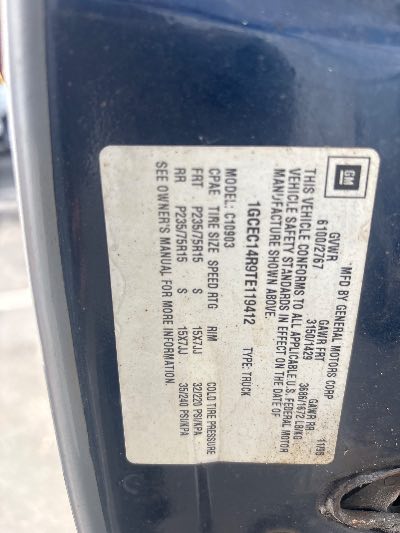 GM
MFD BY GENERAL MOTORS CORP
11/95
GVWR GAWR FRT GAWR RR
6100/2767 3150/1429 3686/1672 LB/KG
THIS VEHICLE CONFORMS TO ALL APPLICABLE U.S. FEDERAL MOTOR
VEHICLE SAFETY STANDARDS IN EFFECT ON THE DATE OF
MANUFACTURE SHOWN ABOVE.
1GCEC14R9TE119412 TYPE: TRUCK
MODEL: C10903
CPAE TIRE SIZE SPEED RTG RIM COLD TIRE PRESSURE
FRT P235/75R15 S 15X7JJ 32/220 PSI/KPA
RR P235/75R15 S 15X7JJ 35/240 PSI/KPA
SEE OWNER'S MANUAL FOR MORE INFORMATION.